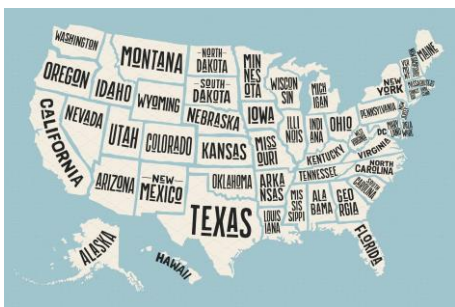 WASHINGTON
OREGON
CALIFORNIA
NEVADA
IDAHO
MONTANA
WYOMING
UTAH
COLORADO
ARIZONA
NEW
MEXICO
NORTH
DAKOTA
SOUTH
DAKOTA
NEBRASKA
KANSAS
OKLAHOMA
TEXAS
MIN
NES
OTA
IOWA
MISS
OURI
ARKA
NSAS
LOUIS
IANA
WISCON
SIN
ILLI
NOIS
MICH
IGAN
INDI
ANA
OHIO
KENTUCKY
TENNESSEE
MIS
SIS
SIPPI
ALA
BAMA
GEO
RGIA
FLORIDA
SOUTH
CAROLINA
NORTH
CAROLINA
VIRGINIA
DC
PENNSYLVANIA
NEW
YORK
MAINE
ALASKA
HAWAII